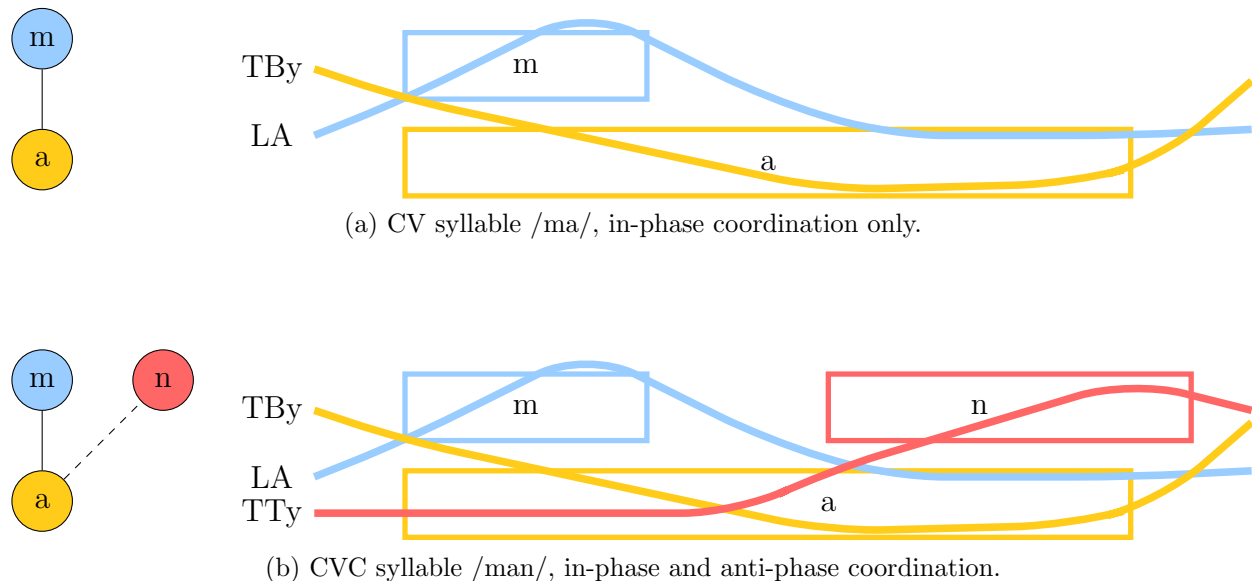 m
a
TBy
LA
m
a
(a) CV syllable /ma/, in-phase coordination only.
m
n
a
TBy
LA
TTy
m
n
a
(b) CVC syllable /man/, in-phase and anti-phase coordination.